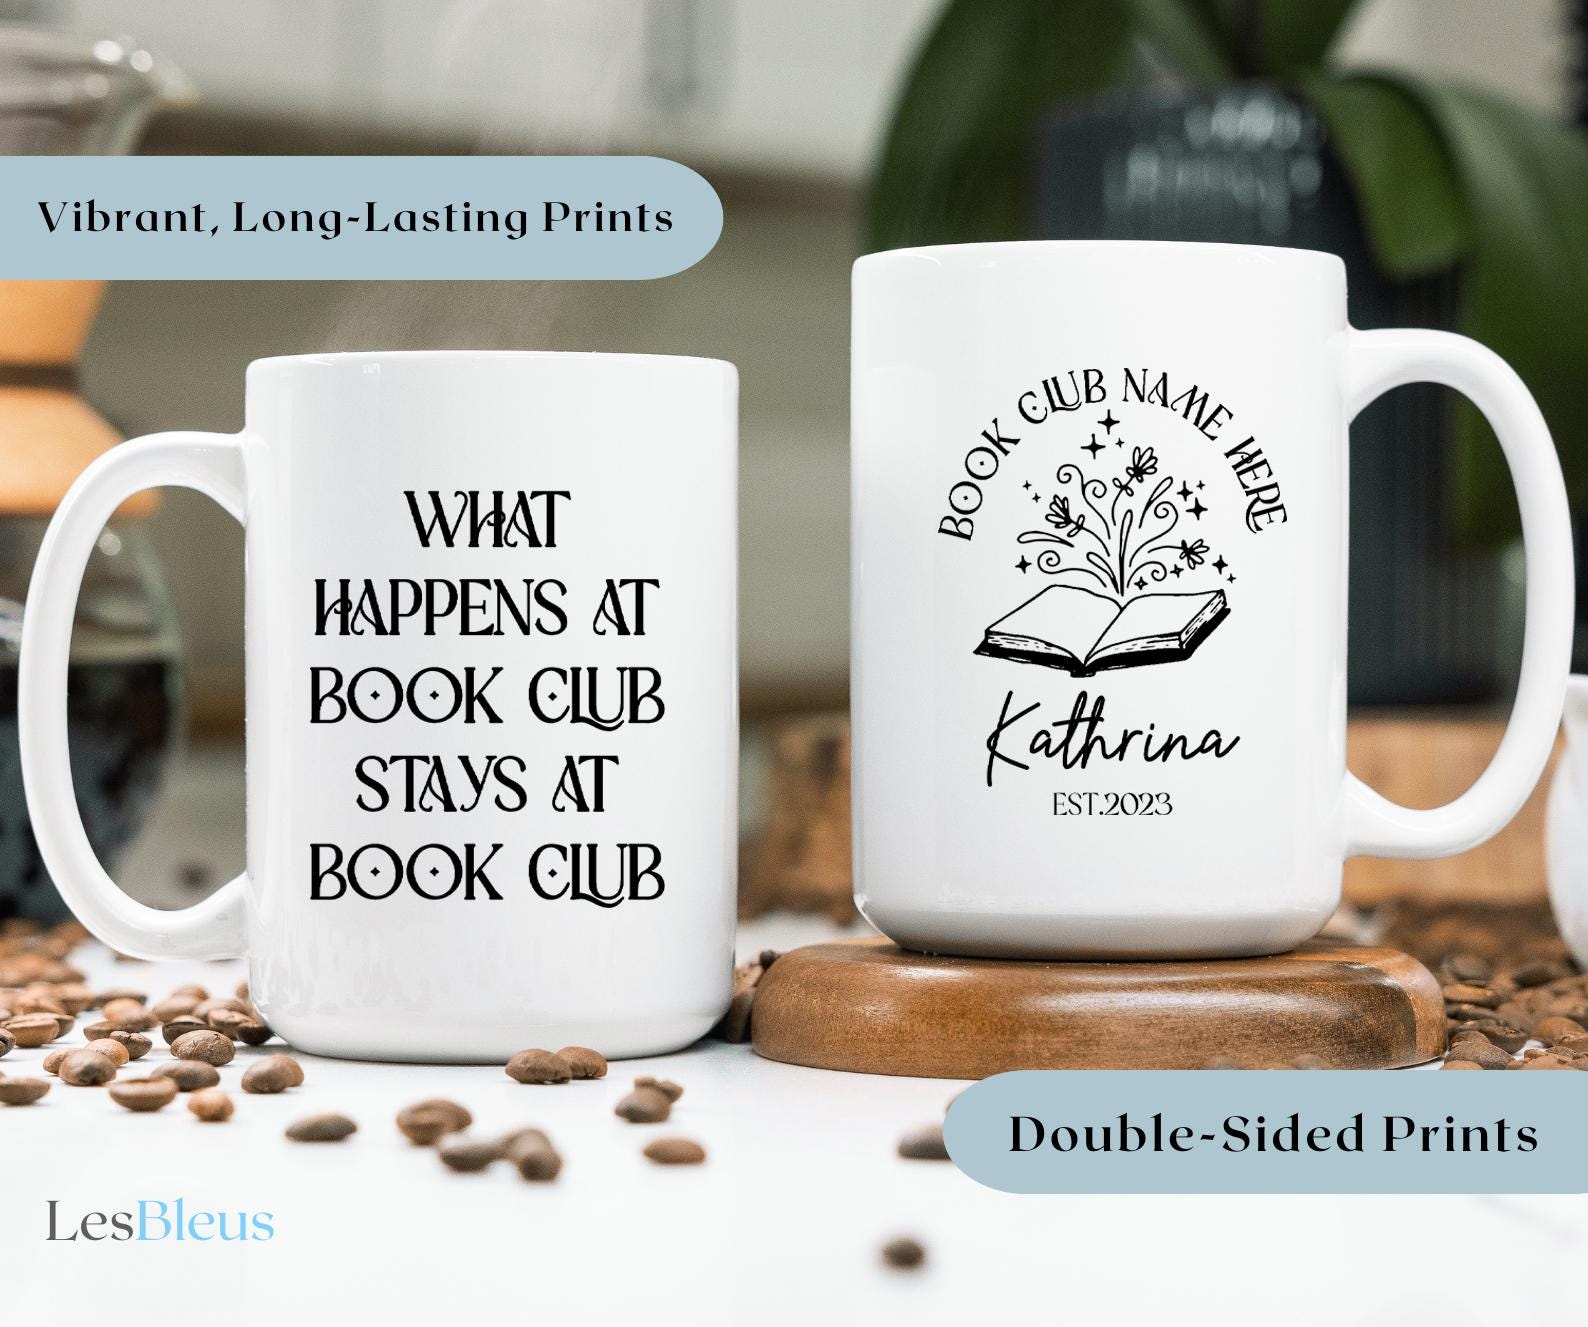 Vibrant, Long-Lasting Prints
WHAT
HAPPENS AT
BOOK CLUB
STAYS AT
BOOK CLUB
BOOK CLUB NAME HERE
Kathrina
EST.2023
Double-Sided Prints
LesBleus